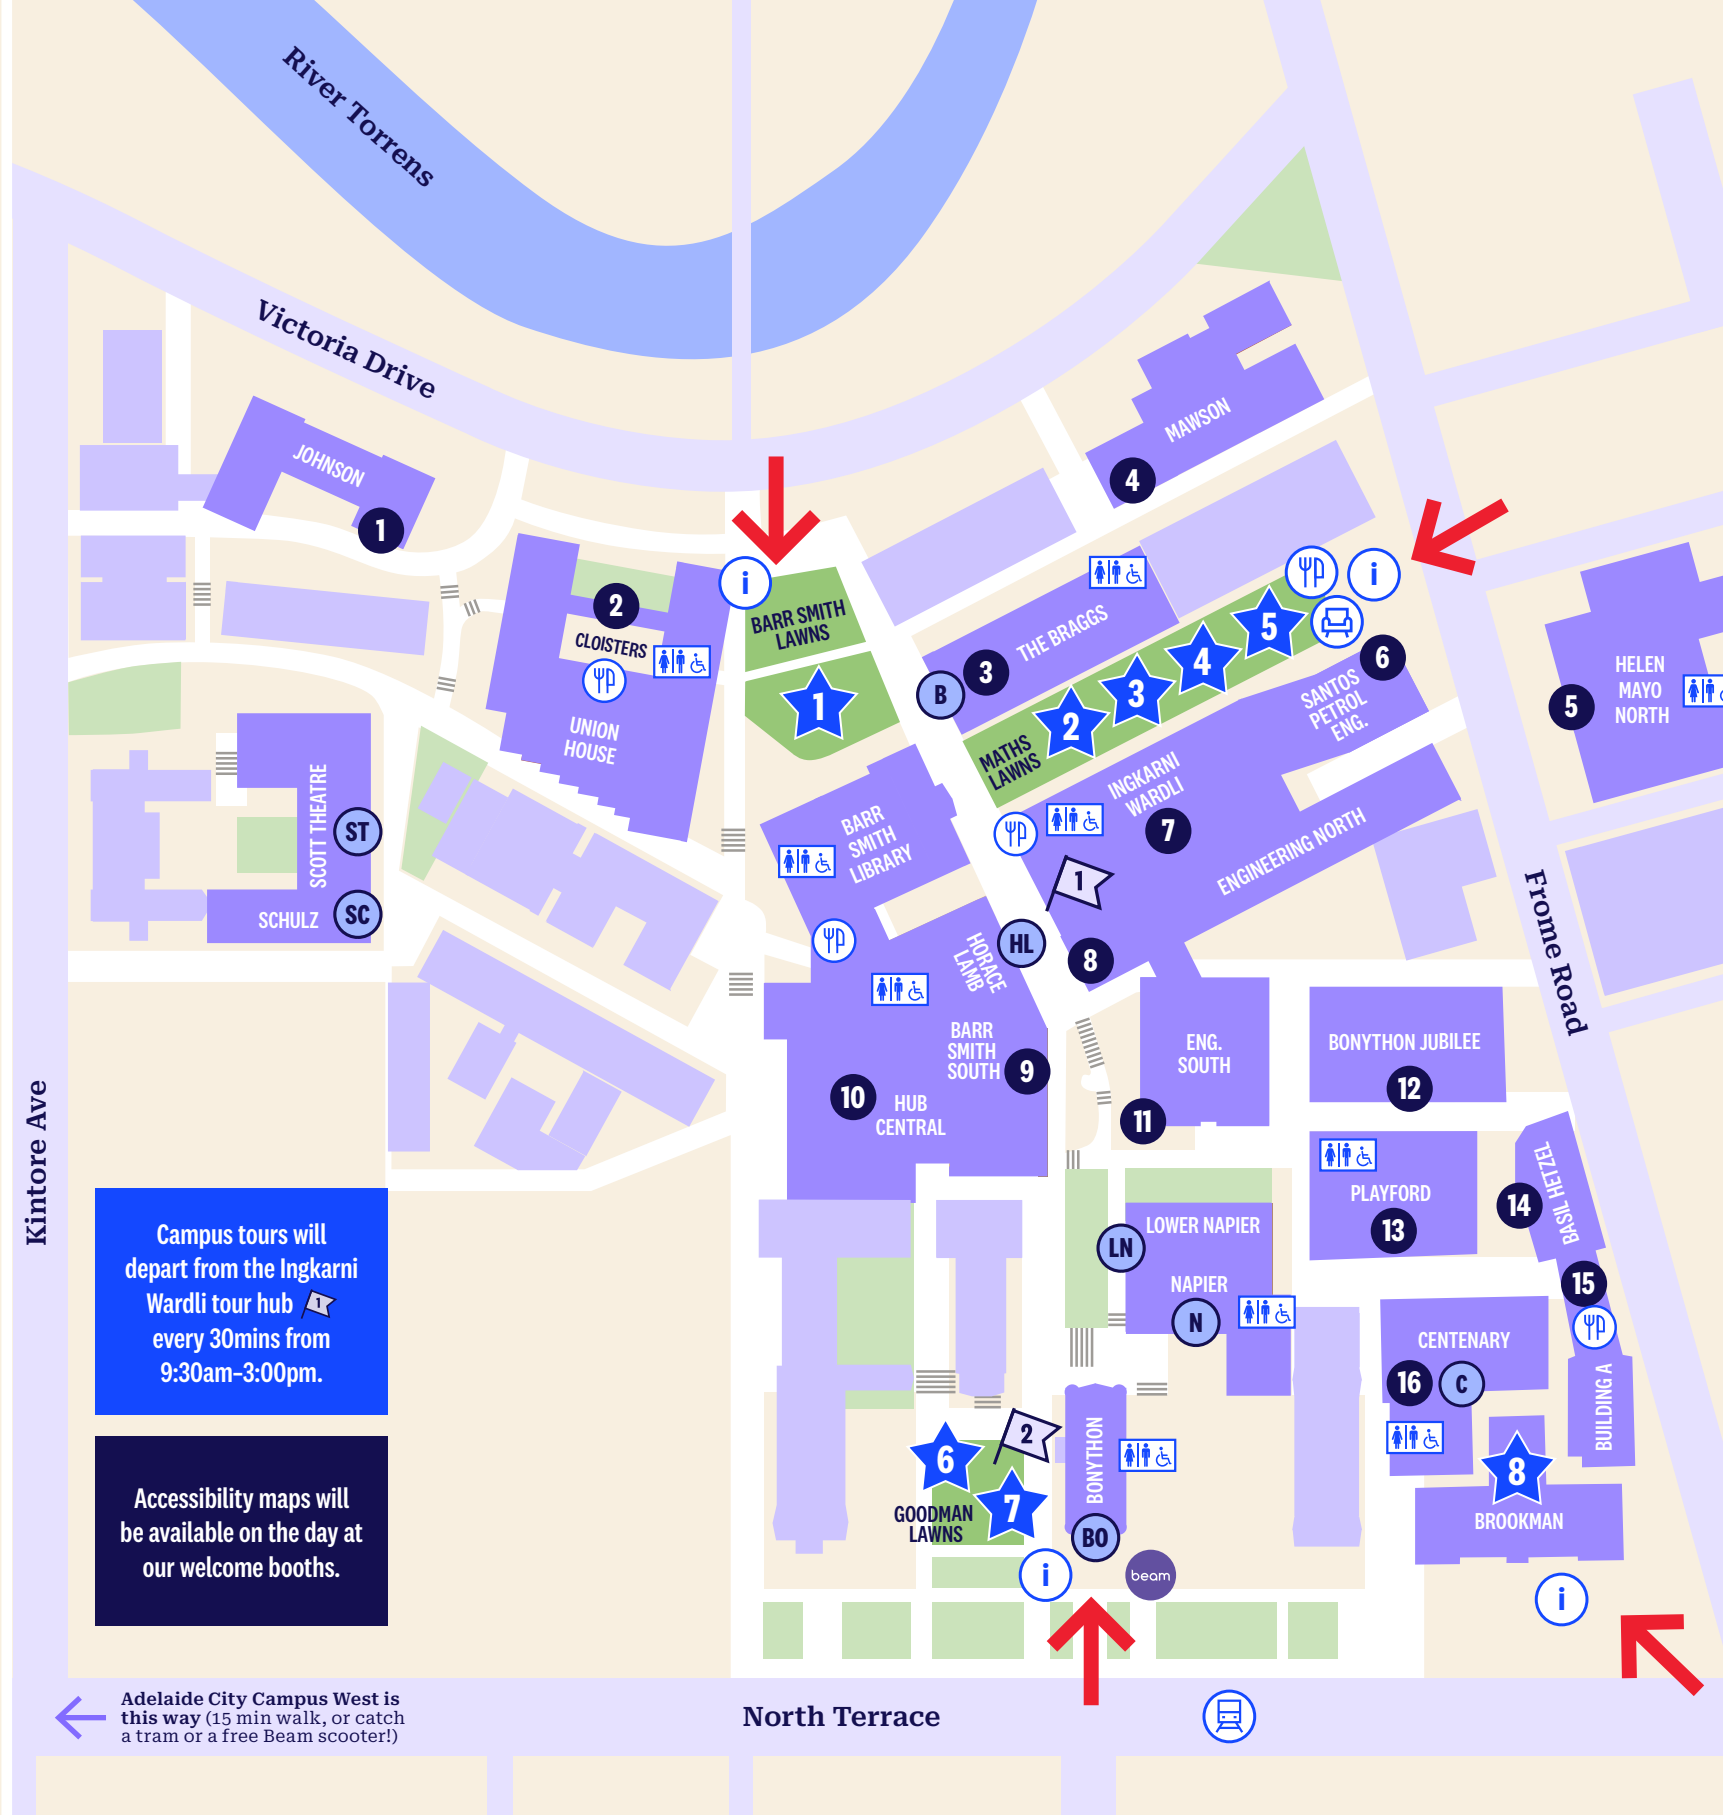 River Torrens
Victoria Drive
JOHNSON
1
MAWSON
4
i
2
CLOISTERS
UNION
HOUSE
BARR SMITH
LAWNS
1
B
3
THE BRAGGS
MATHS
LAWNS
2
3
4
5
i
6
SANTOS
PETROL
ENG.
5
HELEN
MAYO
NORTH
INGKARNI
WARDLI
7
ENGINEERING NORTH
BARR
SMITH
LIBRARY
1
SCOTT THEATRE
ST
SCHULZ
SC
HORACE
LAMB
HL
8
BARR
SMITH
SOUTH
9
10
HUB
CENTRAL
ENG.
SOUTH
11
BONYTHON JUBILEE
12
Frome Road
PLAYFORD
13
14
BASIL HETZEL
15
LOWER NAPIER
LN
NAPIER
N
CENTENARY
16
C
BUILDING A
8
BROOKMAN
i
Kintore Ave
Campus tours will
depart from the Ingkarni
Wardli tour hub 1
every 30mins from
9:30am–3:00pm.
Accessibility maps will
be available on the day at
our welcome booths.
6
2
7
GOODMAN
LAWNS
BONYTHON
BO
i
beam
Adelaide City Campus West is
this way (15 min walk, or catch
a tram or a free Beam scooter!)
North Terrace